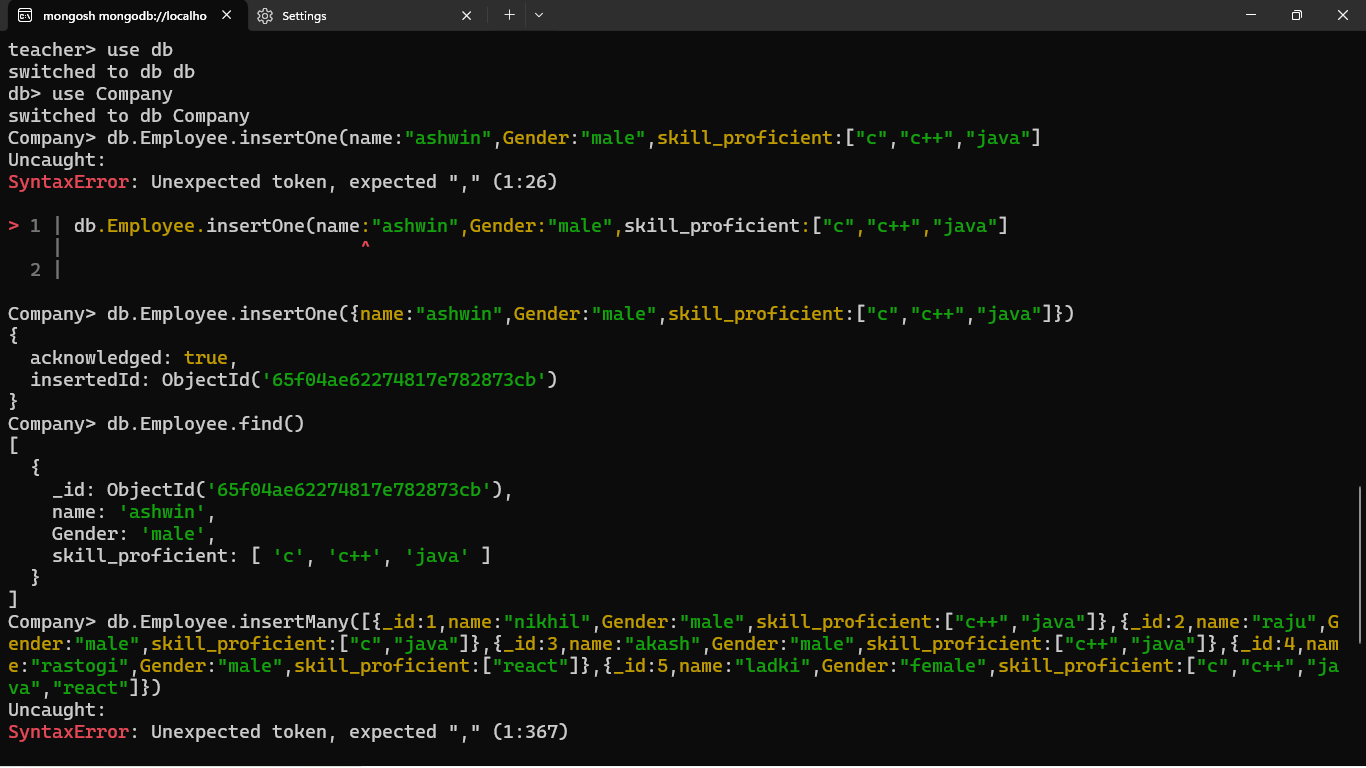 mongosh mongodb://localho
Settings
teacher> use db
switched to db db
db> use Company
switched to db Company
Company> db.Employee.insertOne(name:"ashwin",Gender:"male",skill_proficient:["c","c++","java"]
Uncaught:
SyntaxError: Unexpected token, expected "," (1:26)
> 1 | db.Employee.insertOne(name:"ashwin",Gender:"male",skill_proficient:["c","c++","java"]
| ^
2 |
Company> db.Employee.insertOne({name:"ashwin",Gender:"male",skill_proficient:["c","c++","java"]})
{
acknowledged: true,
insertedId: ObjectId('65f04ae62274817e782873cb')
}
Company> db.Employee.find()
[
{
_id: ObjectId('65f04ae62274817e782873cb'),
name: 'ashwin',
Gender: 'male',
skill_proficient: [ 'c', 'c++', 'java' ]
}
]
Company> db.Employee.insertMany([{_id:1,name:"nikhil",Gender:"male",skill_proficient:["c++","java"]},{_id:2,name:"raju",G
ender:"male",skill_proficient:["c","java"]},{_id:3,name:"akash",Gender:"male",skill_proficient:["c++","java"]},{_id:4,nam
e:"rastogi",Gender:"male",skill_proficient:["react"]},{_id:5,name:"ladki",Gender:"female",skill_proficient:["c","c++","ja
va","react"]})
Uncaught:
SyntaxError: Unexpected token, expected "," (1:367)